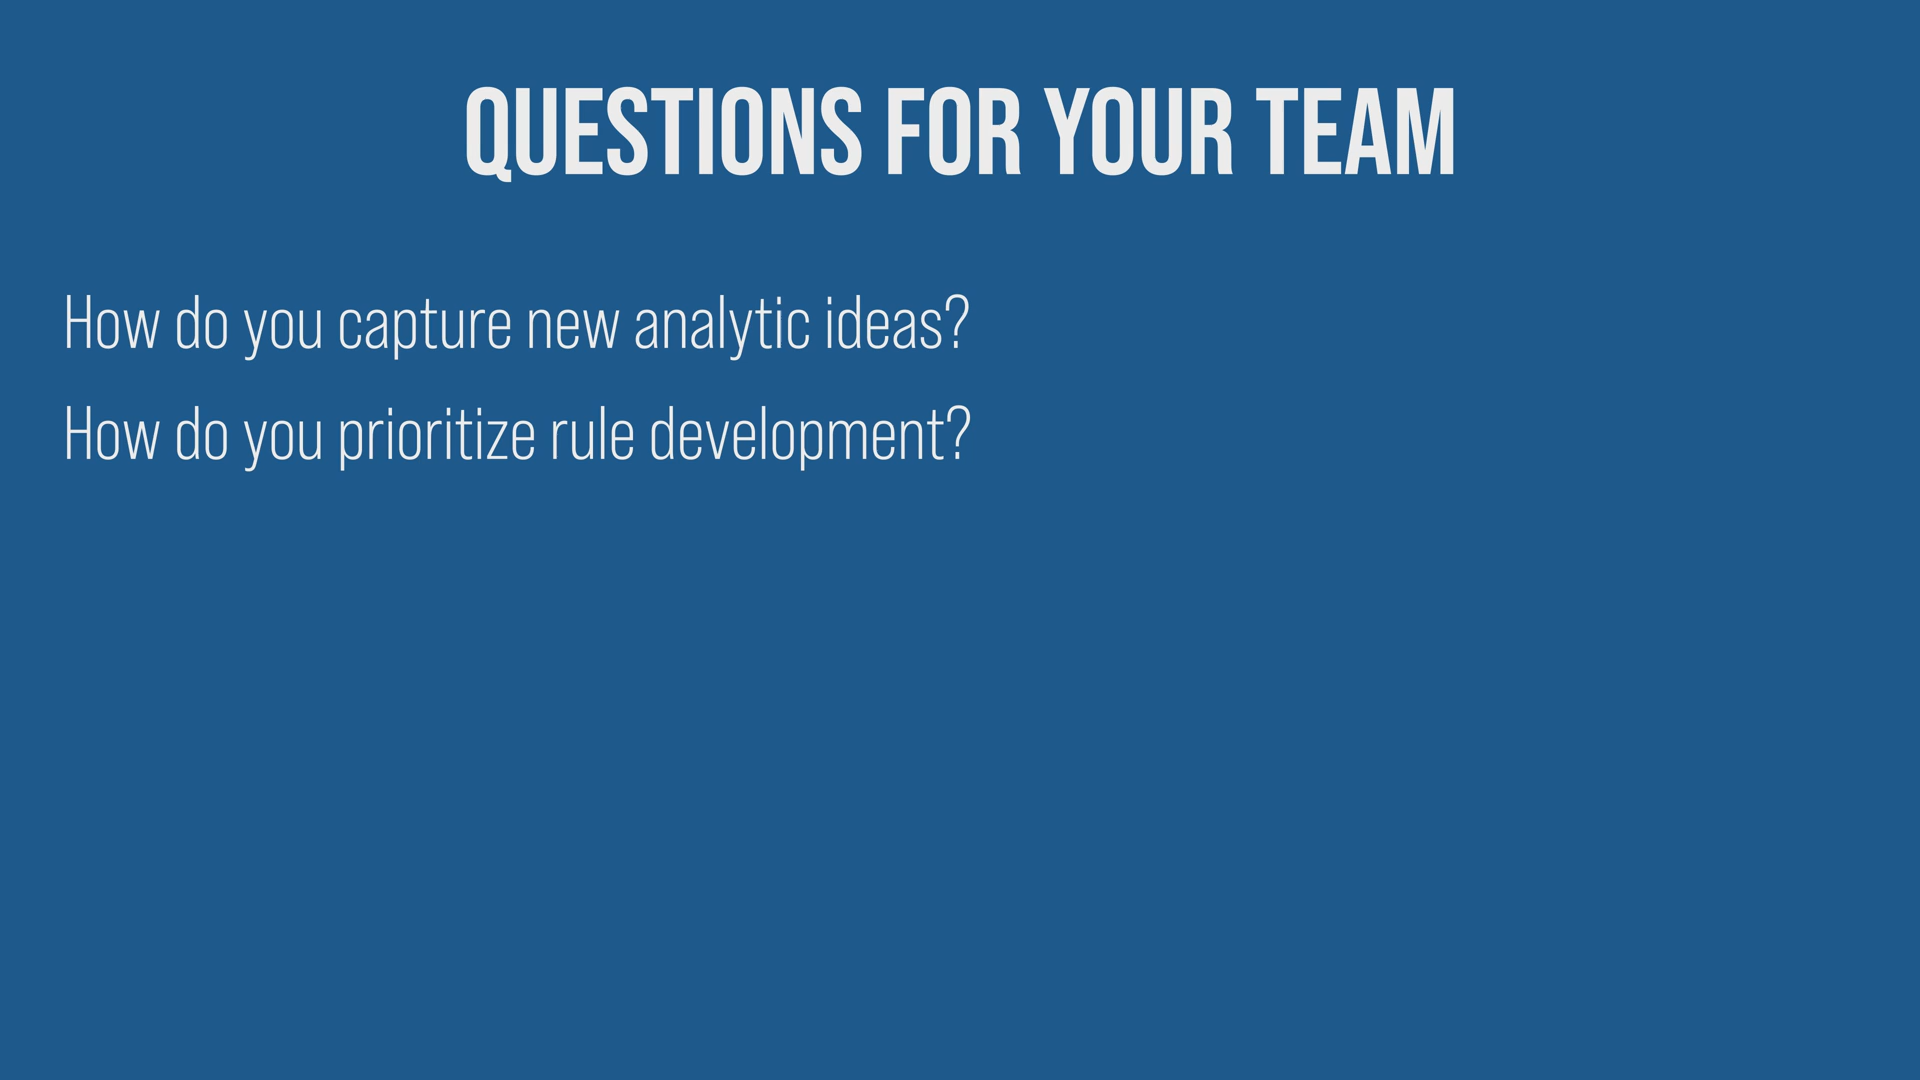 QUESTIONS FOR YOUR TEAM
How do you capture new analytic ideas?
How do you prioritize rule development?